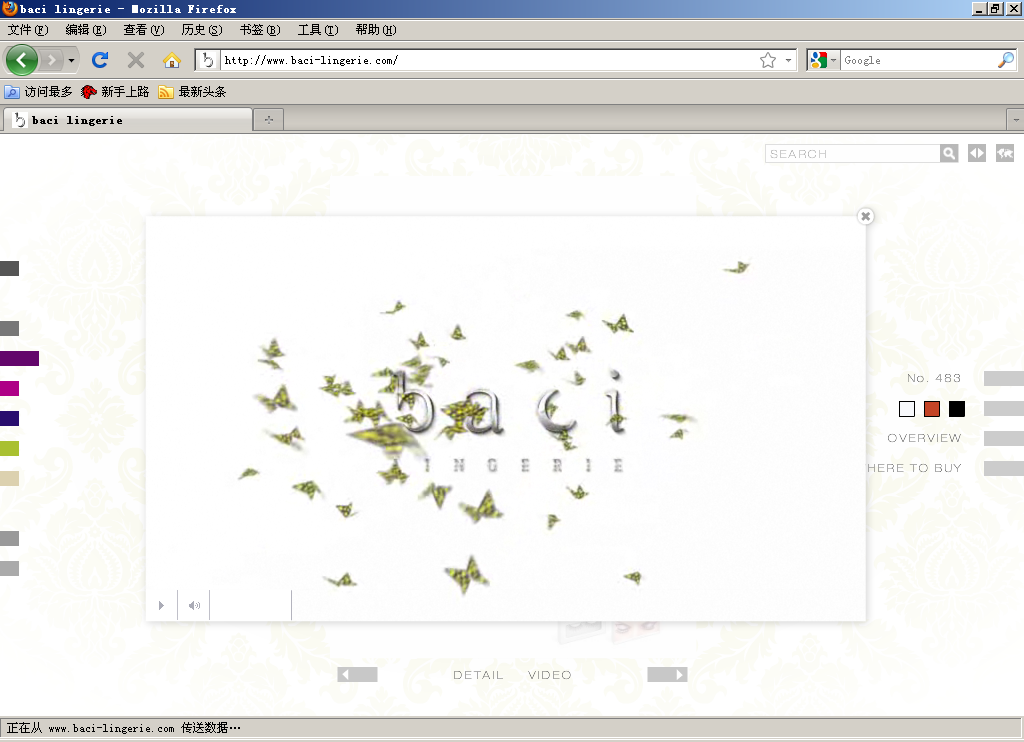 baci lingerie - Mozilla Firefox
文件(F) 编辑(E) 查看(V) 历史(S) 书签(B) 工具(T) 帮助(H)
http://www.baci-lingerie.com/
Google
访问最多 新手上路 最新头条
baci lingerie
SEARCH
baci
LINGERIE
No. 483
OVERVIEW
HERE TO BUY
DETAIL VIDEO
正在从 www.baci-lingerie.com 传送数据…